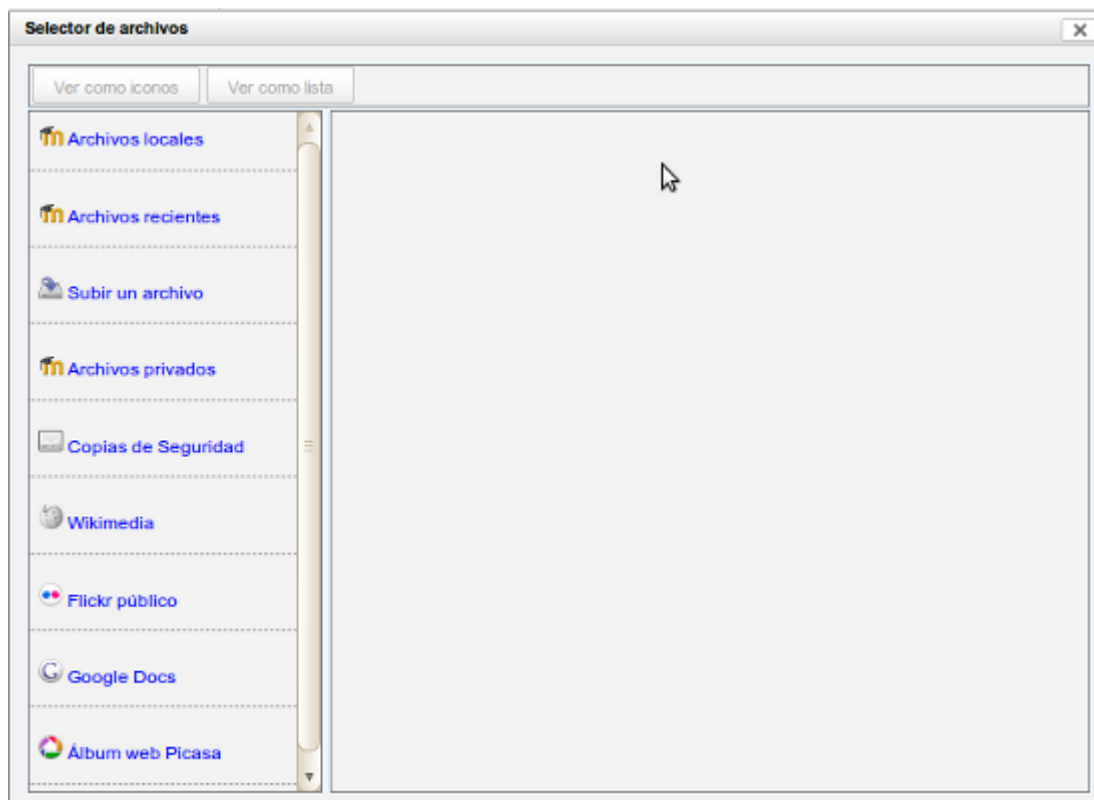 Selector de archivos
Ver como iconos
Ver como lista
Archivos locales
Archivos recientes
Subir un archivo
Archivos privados
Copias de Seguridad
Wikimedia
Flickr público
Google Docs
Álbum web Picasa